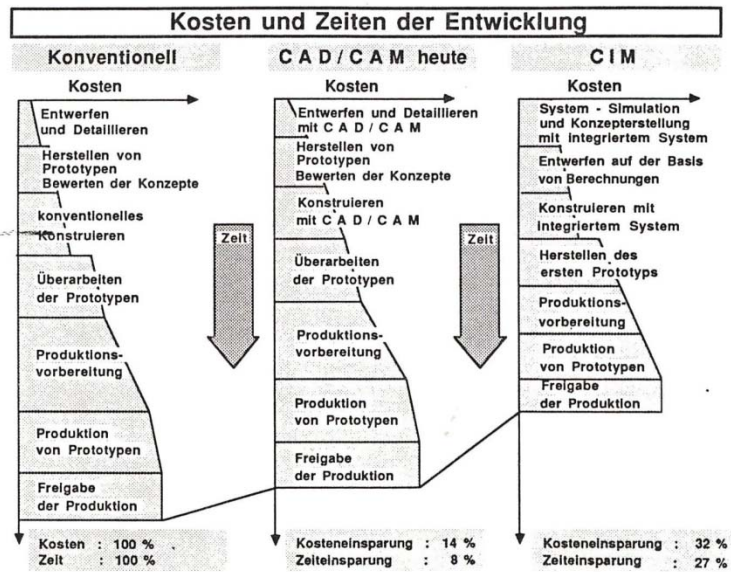 Kosten und Zeiten der Entwicklung
Konventionell
Kosten
Entwerfen
und Detaillieren
Herstellen von
Prototypen
Bewerten der Konzepte
konventionelles
Konstruieren
Überarbeiten
der Prototypen
Produktions-
vorbereitung
Produktion
von Prototypen
Freigabe
der Produktion
Kosten : 100 %
Zeit : 100 %
Zeit
CAD/CAM heute
Kosten
Entwerfen und Detaillieren
mit CAD/CAM
Herstellen von
Prototypen
Bewerten der Konzepte
Konstruieren
mit CAD/CAM
Überarbeiten
der Prototypen
Produktions-
vorbereitung
Produktion
von Prototypen
Freigabe
der Produktion
Kosteneinsparung : 14 %
Zeiteinsparung : 8 %
Zeit
CIM
Kosten
System - Simulation
und Konzepterstellung
mit integriertem System
Entwerfen auf der Basis
von Berechnungen
Konstruieren mit
integriertem System
Herstellen des
ersten Prototyps
Produktions-
vorbereitung
Produktion
von Prototypen
Freigabe
der Produktion
Kosteneinsparung : 32 %
Zeiteinsparung : 27 %